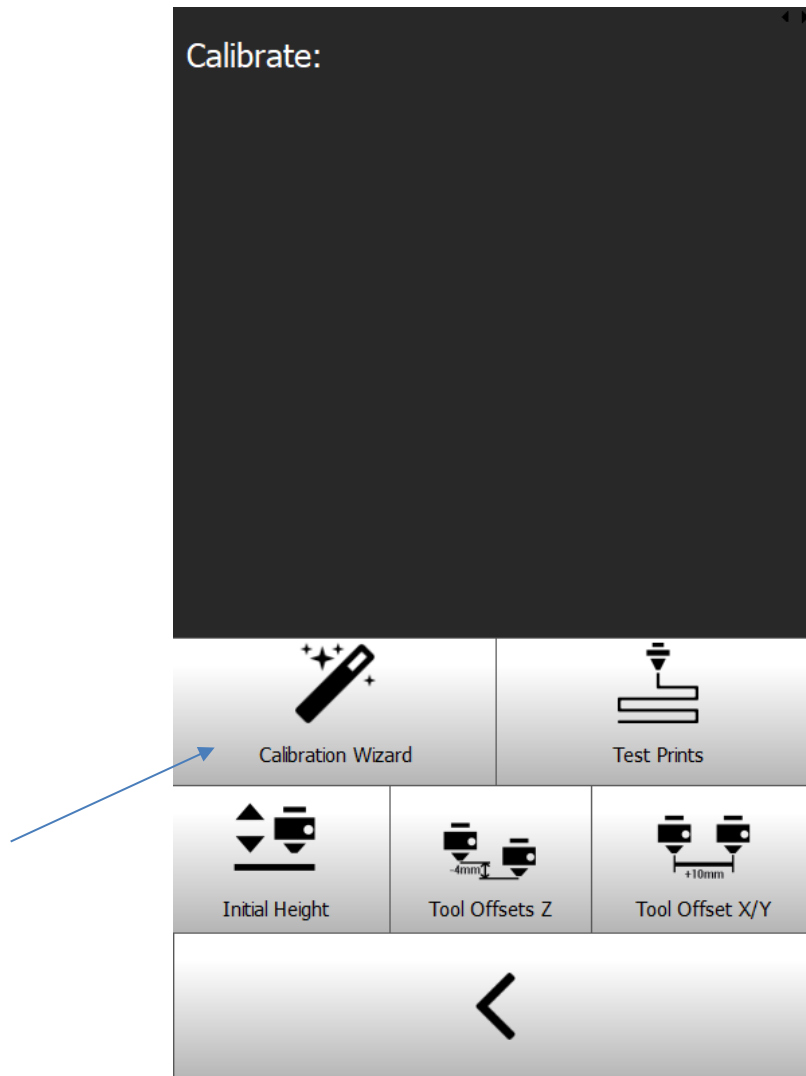 Calibrate:
Calibration Wizard
Test Prints
-4mm
+10mm
Initial Height
Tool Offsets Z
Tool Offset X/Y